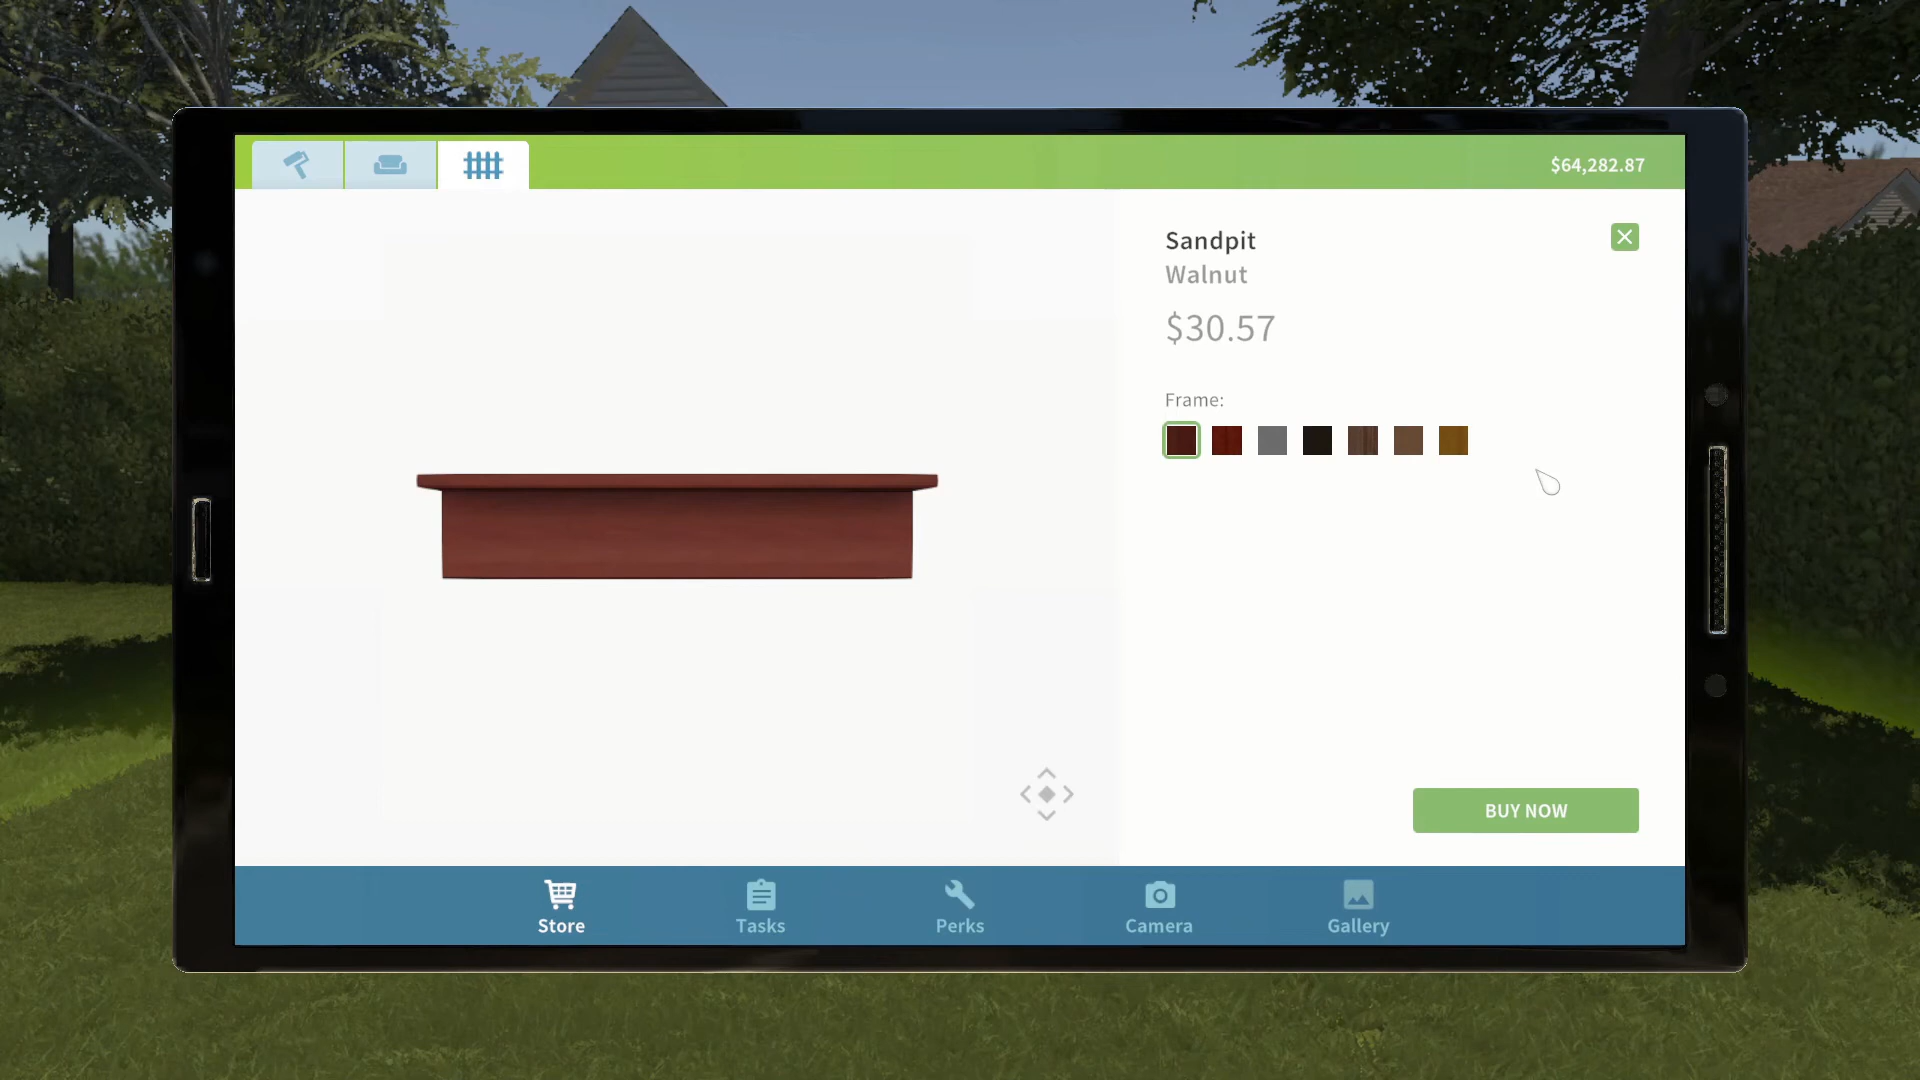 $64,282.87
Sandpit
Walnut
$30.57
Frame:
BUY NOW
Store
Tasks
Perks
Camera
Gallery